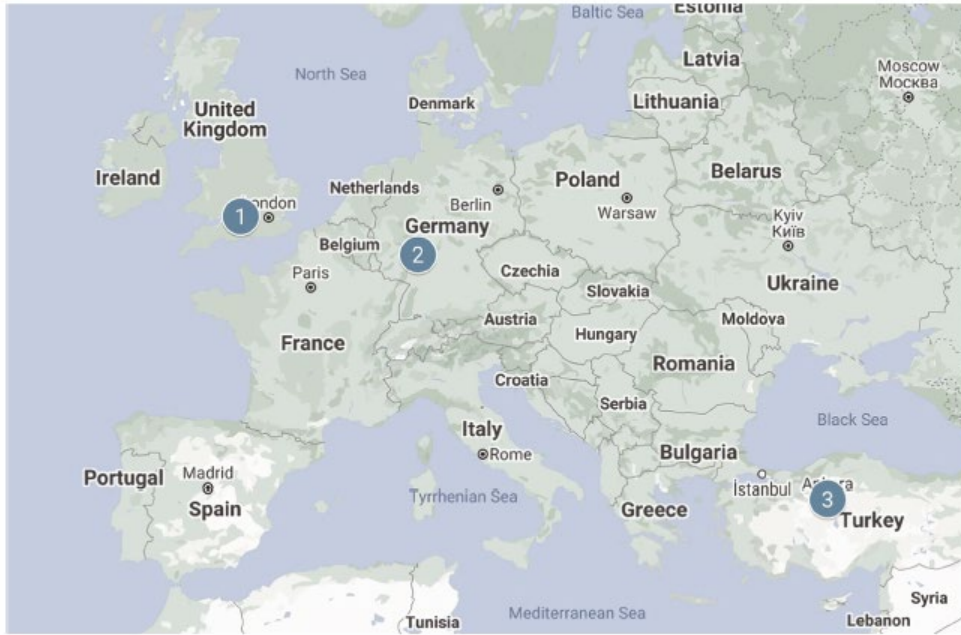 Estonia
Baltic Sea
Latvia
North Sea
Moscow
Москва
Denmark
Lithuania
United
Kingdom
Ireland
Netherlands
Berlin
Poland
Belarus
Warsaw
1
Germany
Kyiv
Київ
Belgium
2
Paris
Czechia
Ukraine
Slovakia
Moldova
Austria
Hungary
France
Romania
Croatia
Serbia
Black Sea
Italy
Rome
Bulgaria
Portugal
Madrid
Spain
Tyrrhenian Sea
İstanbul
3
Greece
Turkey
Syria
Mediterranean Sea
Tunisia
Lebanon